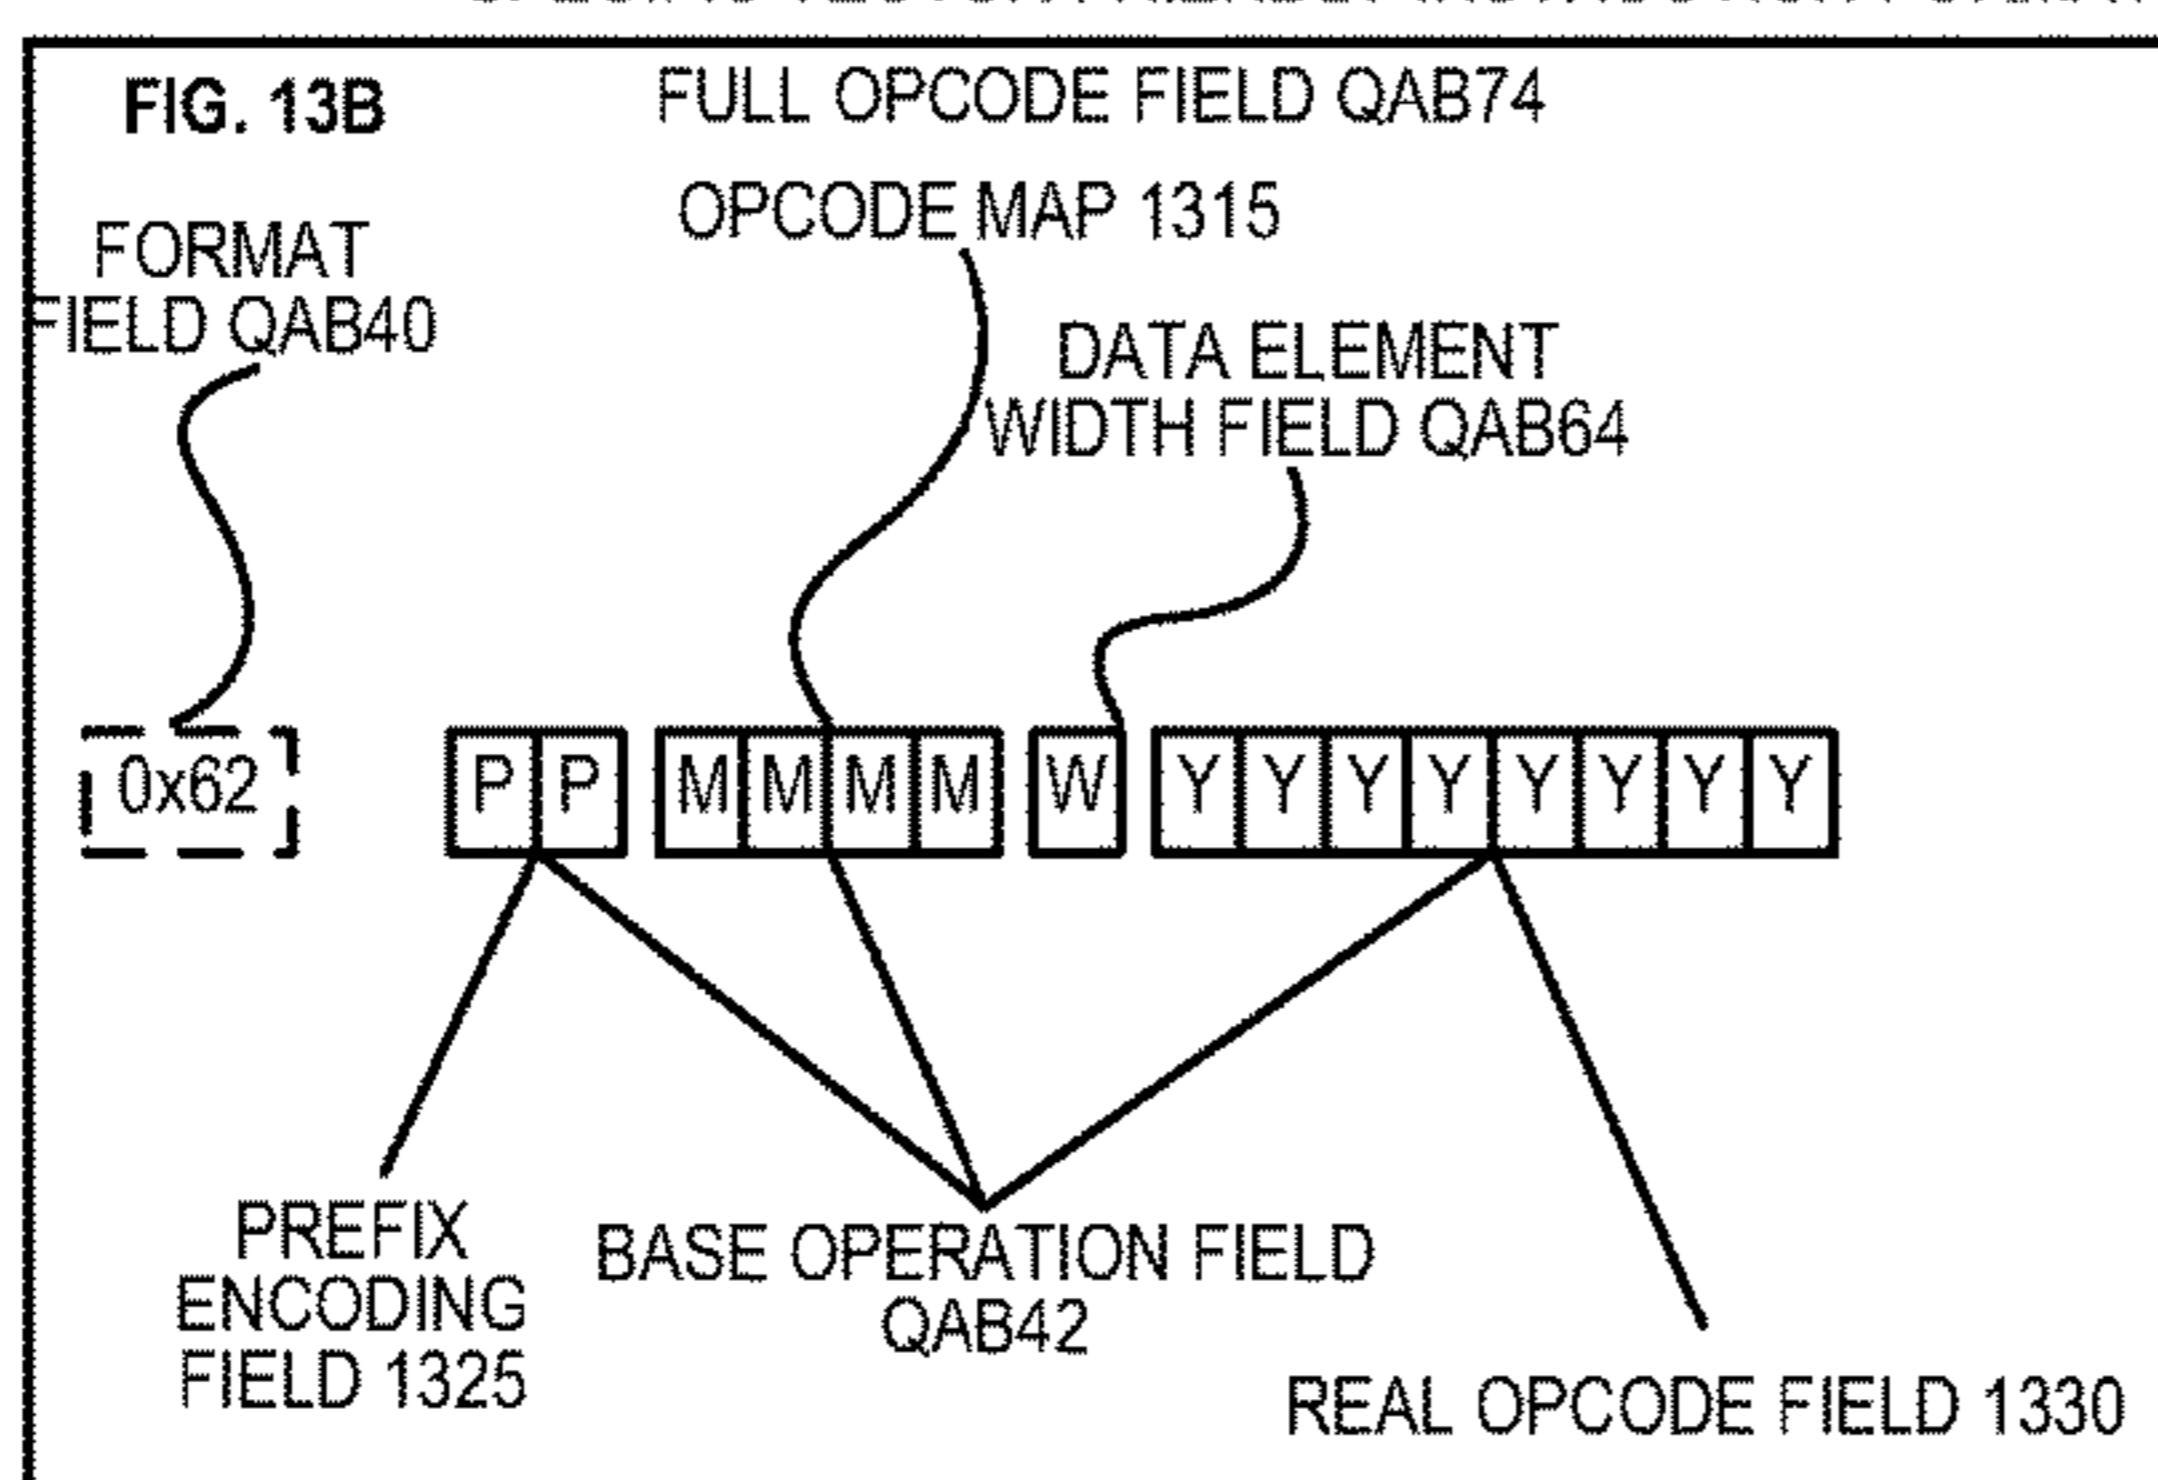 FIG. 13B
FULL OPCODE FIELD QAB74
OPCODE MAP 1315
FORMAT
FIELD QAB40
DATA ELEMENT
WIDTH FIELD QAB64
0x62
P P M M M M W Y Y Y Y Y Y Y Y
PREFIX
ENCODING
FIELD 1325
BASE OPERATION FIELD
QAB42
REAL OPCODE FIELD 1330